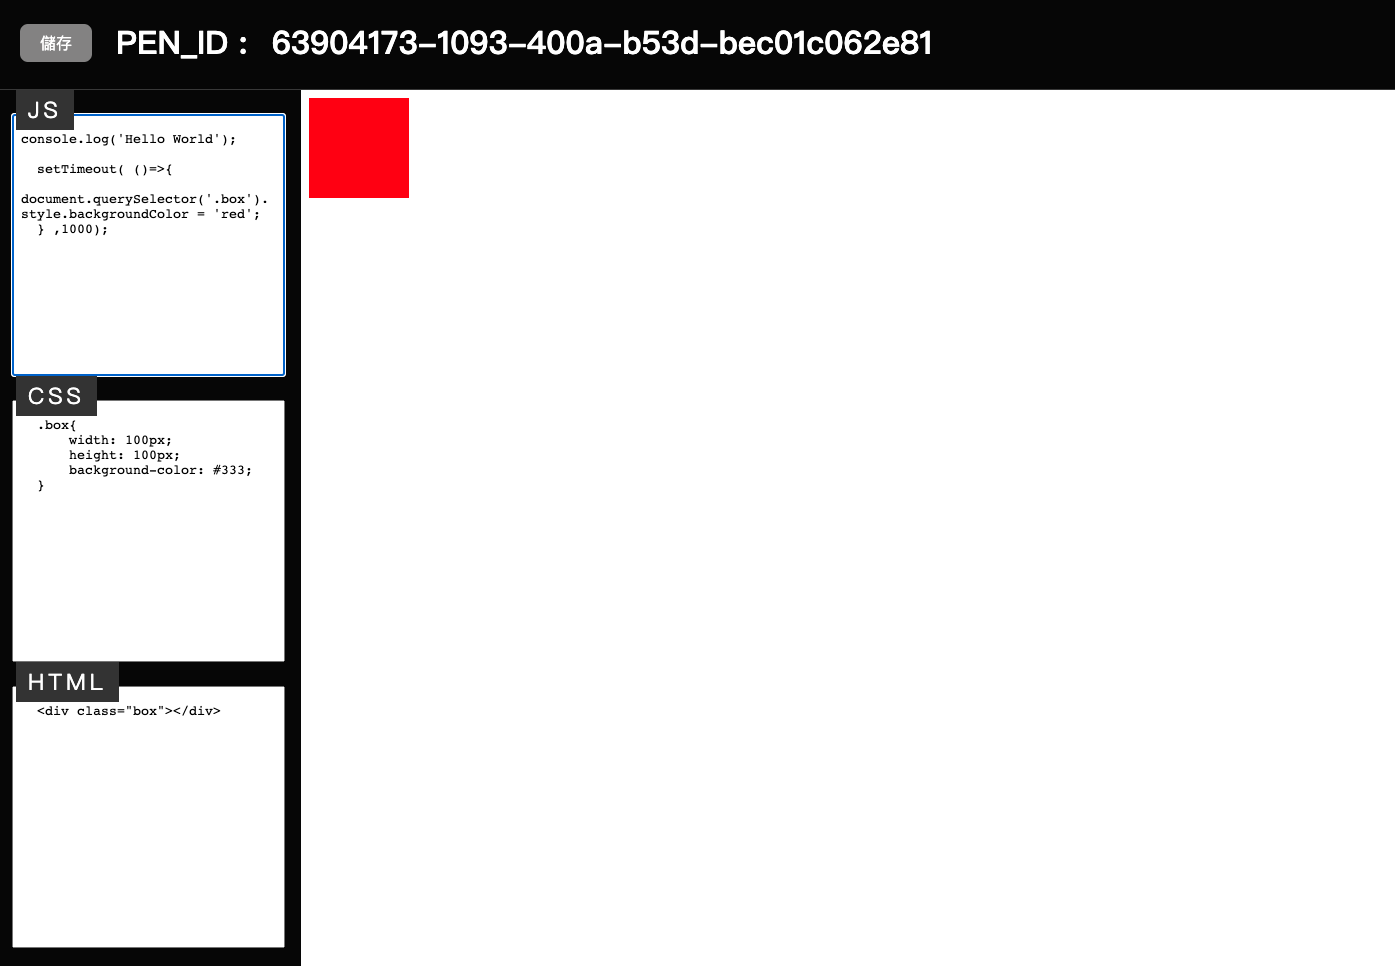 儲存 PEN_ID： 63904173-1093-400a-b53d-bec01c062e81
JS
console.log('Hello World');
setTimeout( ()=>{
document.querySelector('.box').
style.backgroundColor = 'red';
} ,1000);
CSS
.box{
width: 100px;
height: 100px;
background-color: #333;
}
HTML
<div class="box"></div>